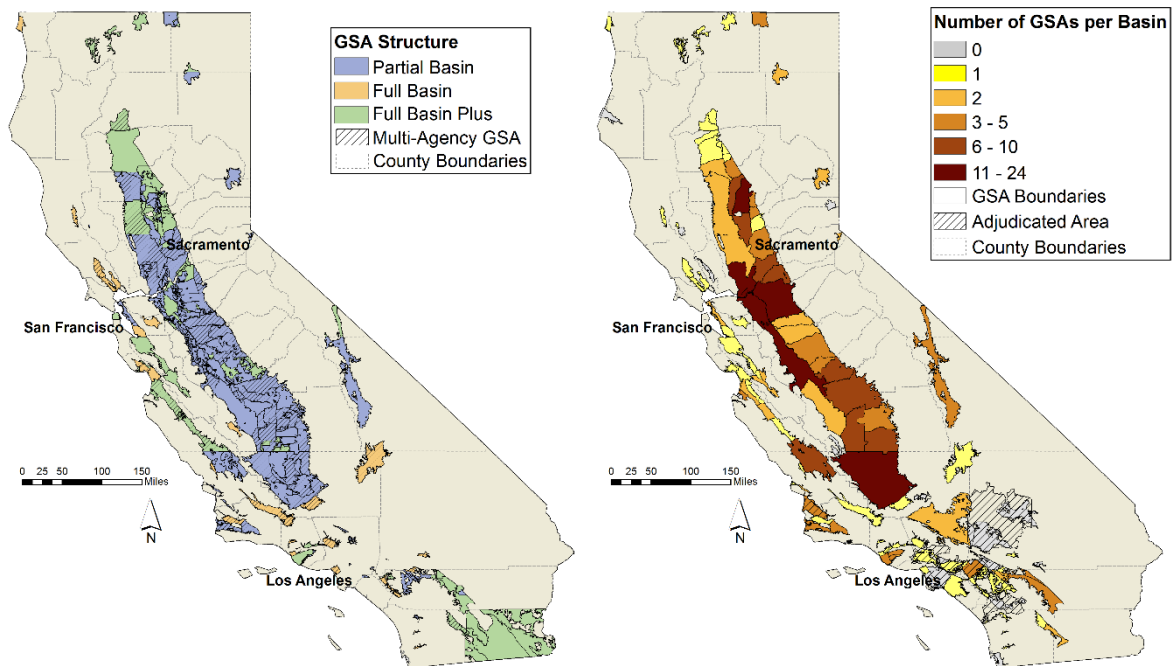 GSA Structure
Partial Basin
Full Basin
Full Basin Plus
Multi-Agency GSA
County Boundaries
Sacramento
San Francisco
0 25 50 100 150
Miles
N
Los Angeles
Number of GSAs per Basin
0
1
2
3 - 5
6 - 10
11 - 24
GSA Boundaries
Adjudicated Area
County Boundaries
Sacramento
San Francisco
0 25 50 100 150
Miles
N
Los Angeles